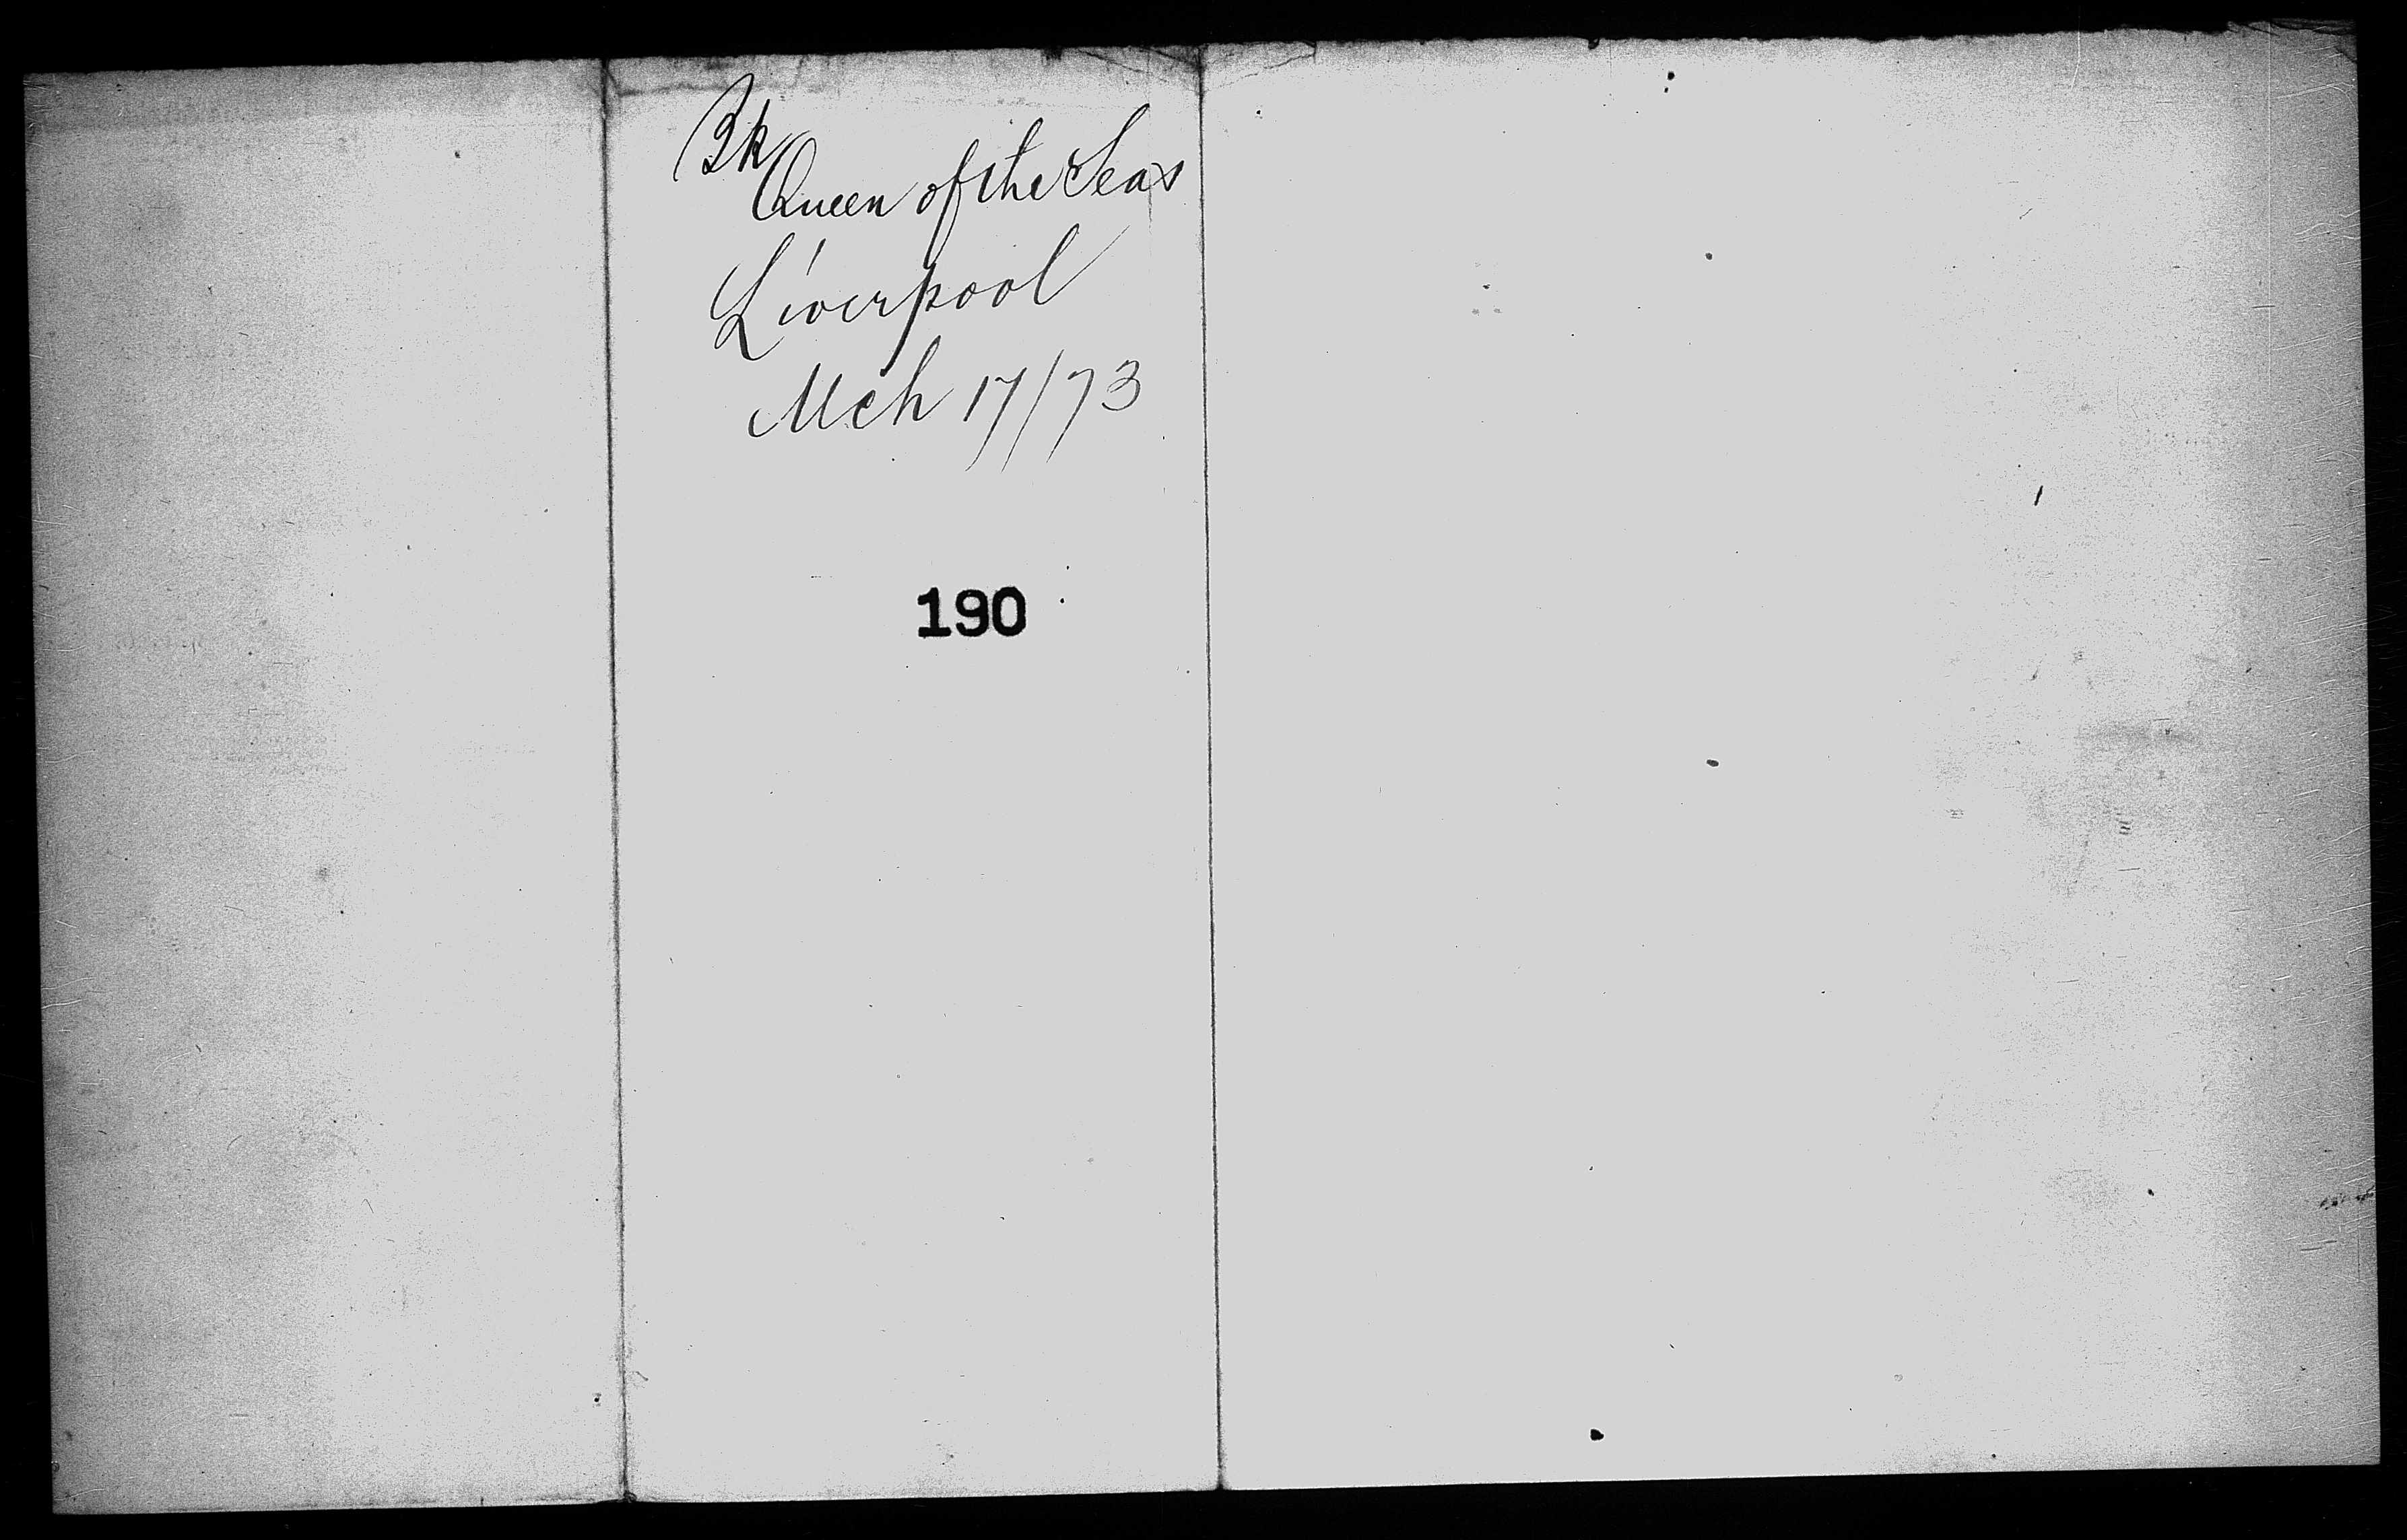 Bk
Queen of the Seas
Liverpool
Mch 17/73
190